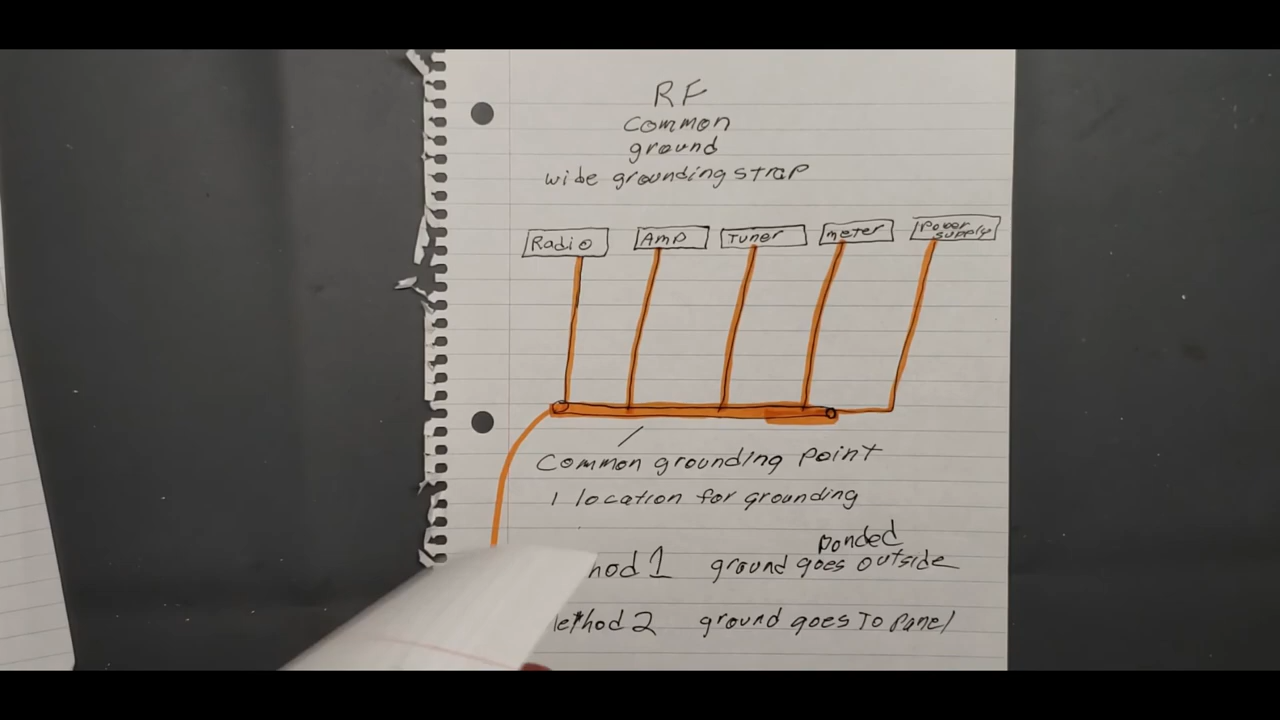 RF
common
ground
wide grounding strap
Radio
Amp
Tuner
meter
Power
supply
Common grounding point
1 location for grounding
bonded
hod 1 ground goes outside
ethod 2 ground goes to panel